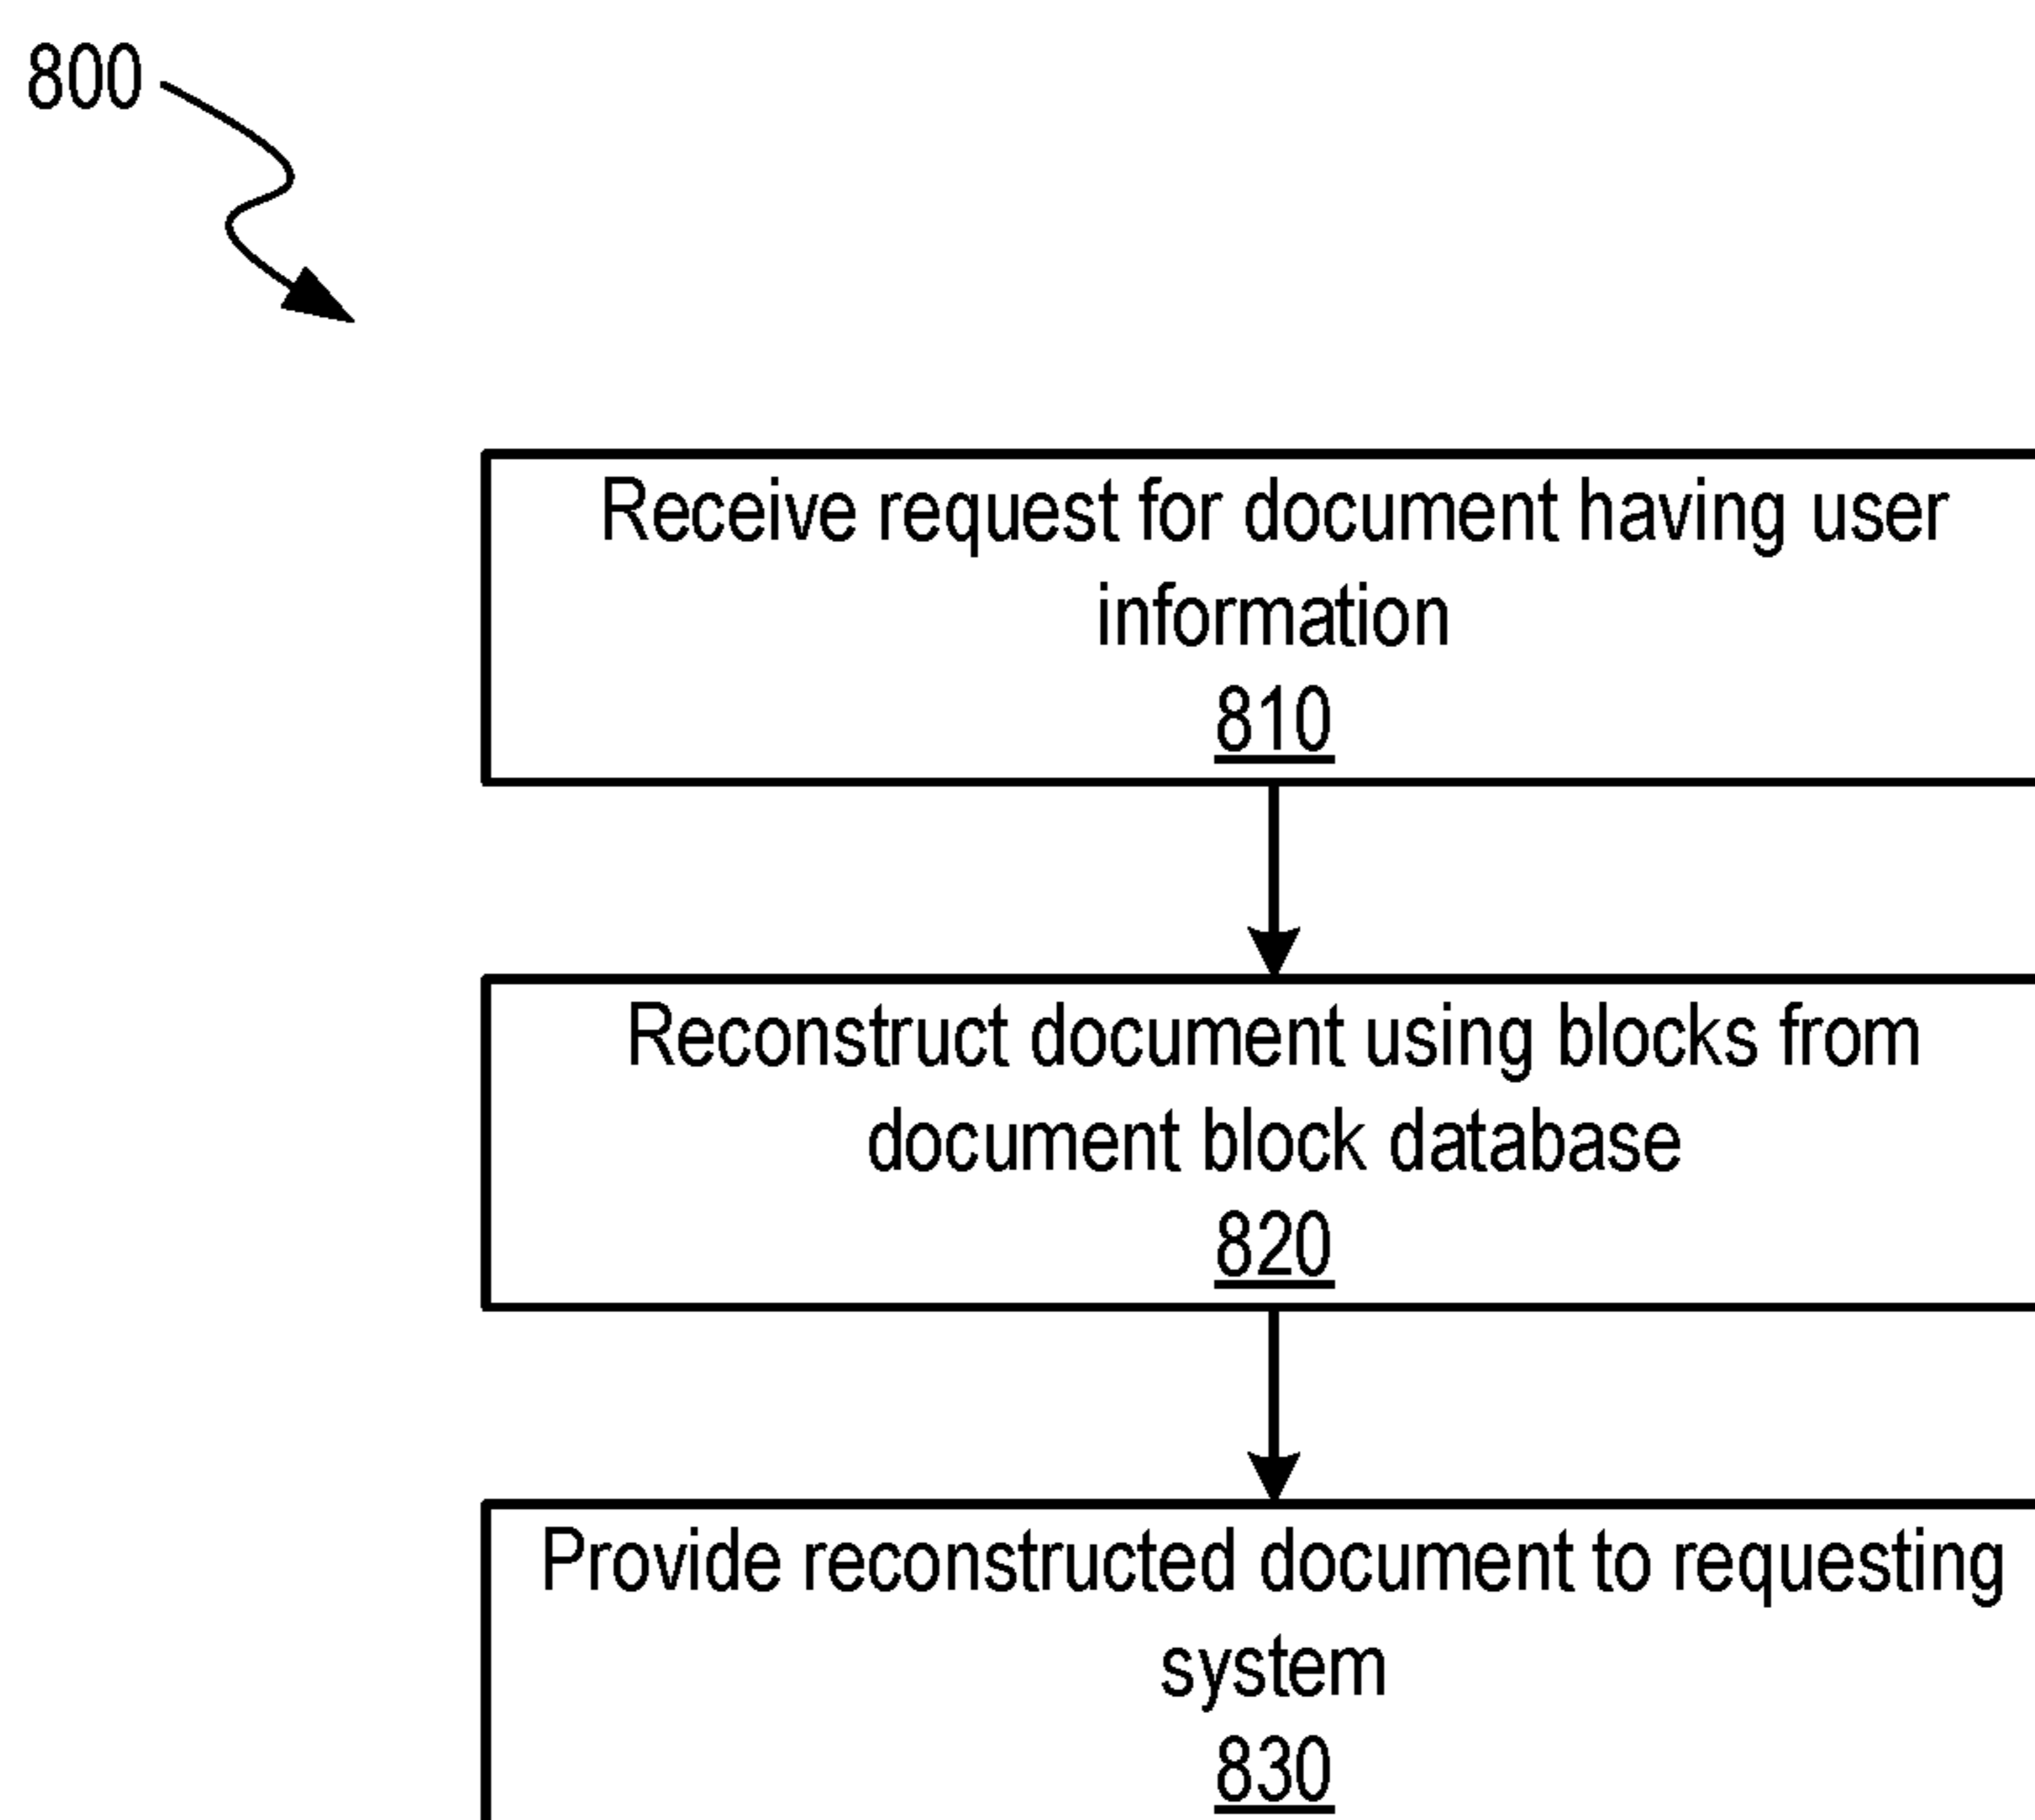 800
Receive request for document having user
information
810
Reconstruct document using blocks from
document block database
820
Provide reconstructed document to requesting
system
830